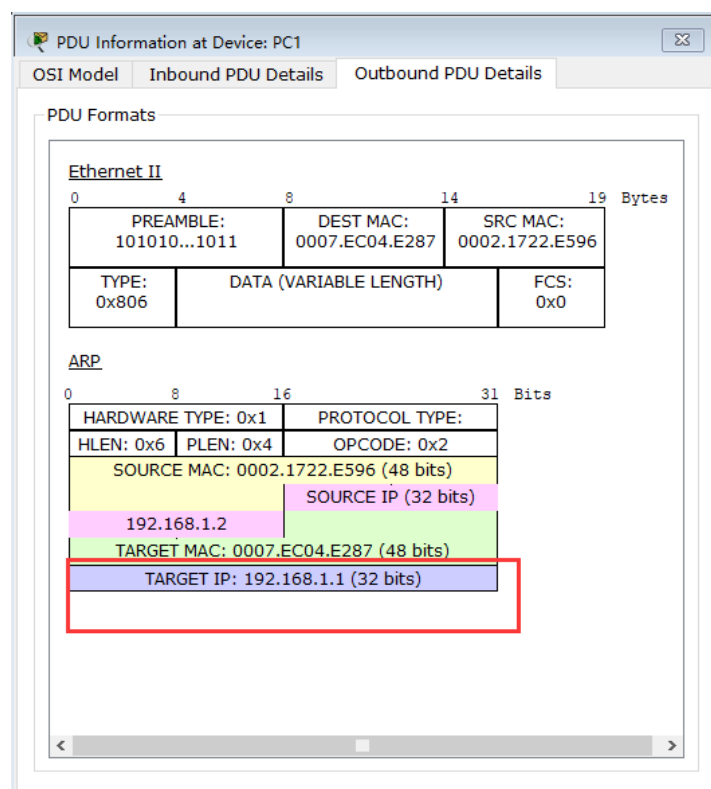 PDU Information at Device: PC1
OSI Model Inbound PDU Details Outbound PDU Details
PDU Formats
Ethernet II
0 4 8 14 19 Bytes
PREAMBLE: DEST MAC: SRC MAC:
101010...1011 0007.EC04.E287 0002.1722.E596
TYPE: DATA (VARIABLE LENGTH) FCS:
0x806 0x0
ARP
0 8 16 31 Bits
HARDWARE TYPE: 0x1 PROTOCOL TYPE:
HLEN: 0x6 PLEN: 0x4 OPCODE: 0x2
SOURCE MAC: 0002.1722.E596 (48 bits)
SOURCE IP (32 bits)
192.168.1.2
TARGET MAC: 0007.EC04.E287 (48 bits)
TARGET IP: 192.168.1.1 (32 bits)